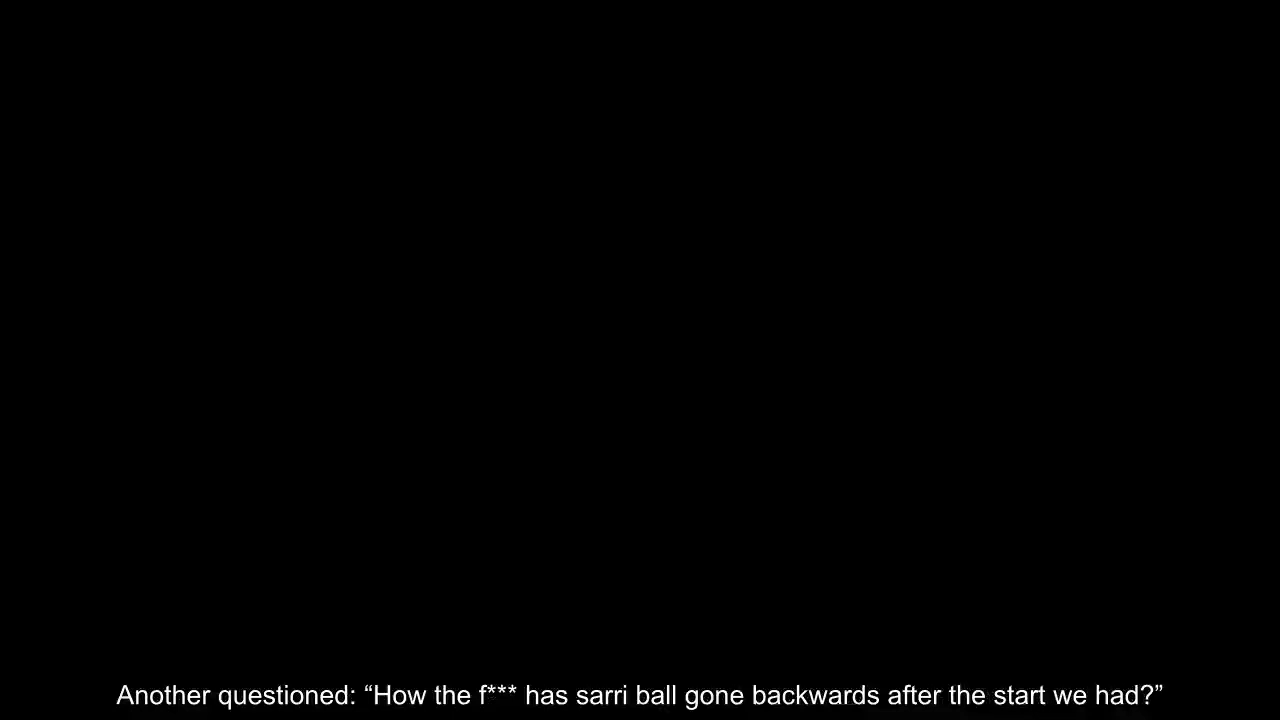 Another questioned: “How the f*** has sarri ball gone backwards after the start we had?”